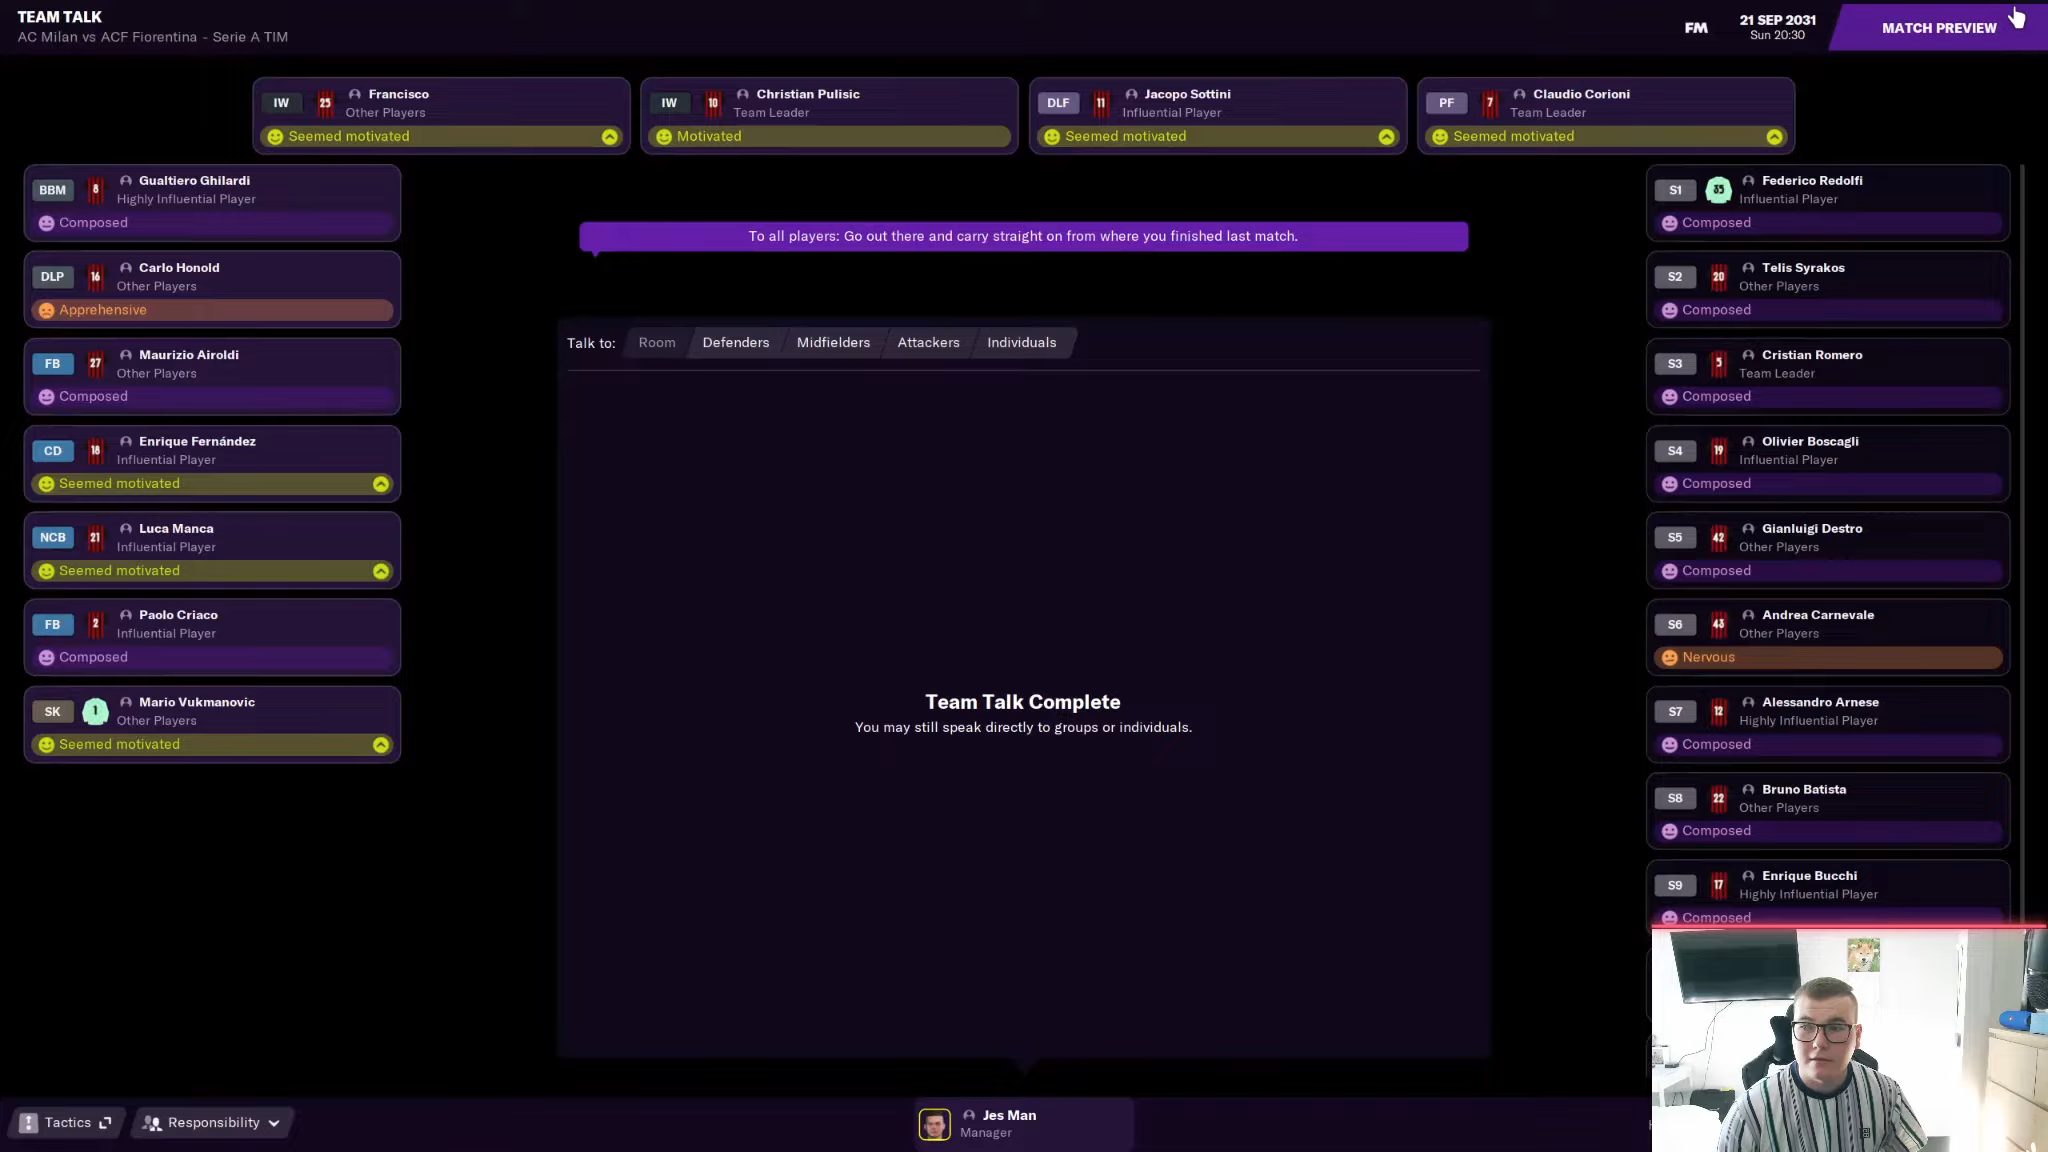 TEAM TALK
AC Milan vs ACF Fiorentina - Serie A TIM
FM
21 SEP 2031
Sun 20:30
MATCH PREVIEW
IW 25 Francisco
Other Players
Seemed motivated
IW 10 Christian Pulisic
Team Leader
Motivated
DLF 11 Jacopo Sottini
Influential Player
Seemed motivated
PF 7 Claudio Corioni
Team Leader
Seemed motivated
BBM 8 Gualtiero Ghilardi
Highly Influential Player
Composed
DLP 16 Carlo Honold
Other Players
Apprehensive
FB 27 Maurizio Airoldi
Other Players
Composed
CD 18 Enrique Fernández
Influential Player
Seemed motivated
NCB 21 Luca Manca
Influential Player
Seemed motivated
FB 2 Paolo Criaco
Influential Player
Composed
SK 1 Mario Vukmanovic
Other Players
Seemed motivated
To all players: Go out there and carry straight on from where you finished last match.
Talk to: Room Defenders Midfielders Attackers Individuals
Team Talk Complete
You may still speak directly to groups or individuals.
S1 35 Federico Redolfi
Influential Player
Composed
S2 20 Telis Syrakos
Other Players
Composed
S3 5 Cristian Romero
Team Leader
Composed
S4 19 Olivier Boscagli
Influential Player
Composed
S5 42 Gianluigi Destro
Other Players
Composed
S6 43 Andrea Carnevale
Other Players
Nervous
S7 12 Alessandro Arnese
Highly Influential Player
Composed
S8 22 Bruno Batista
Other Players
Composed
S9 17 Enrique Bucchi
Highly Influential Player
Composed
Tactics
Responsibility
Jes Man
Manager